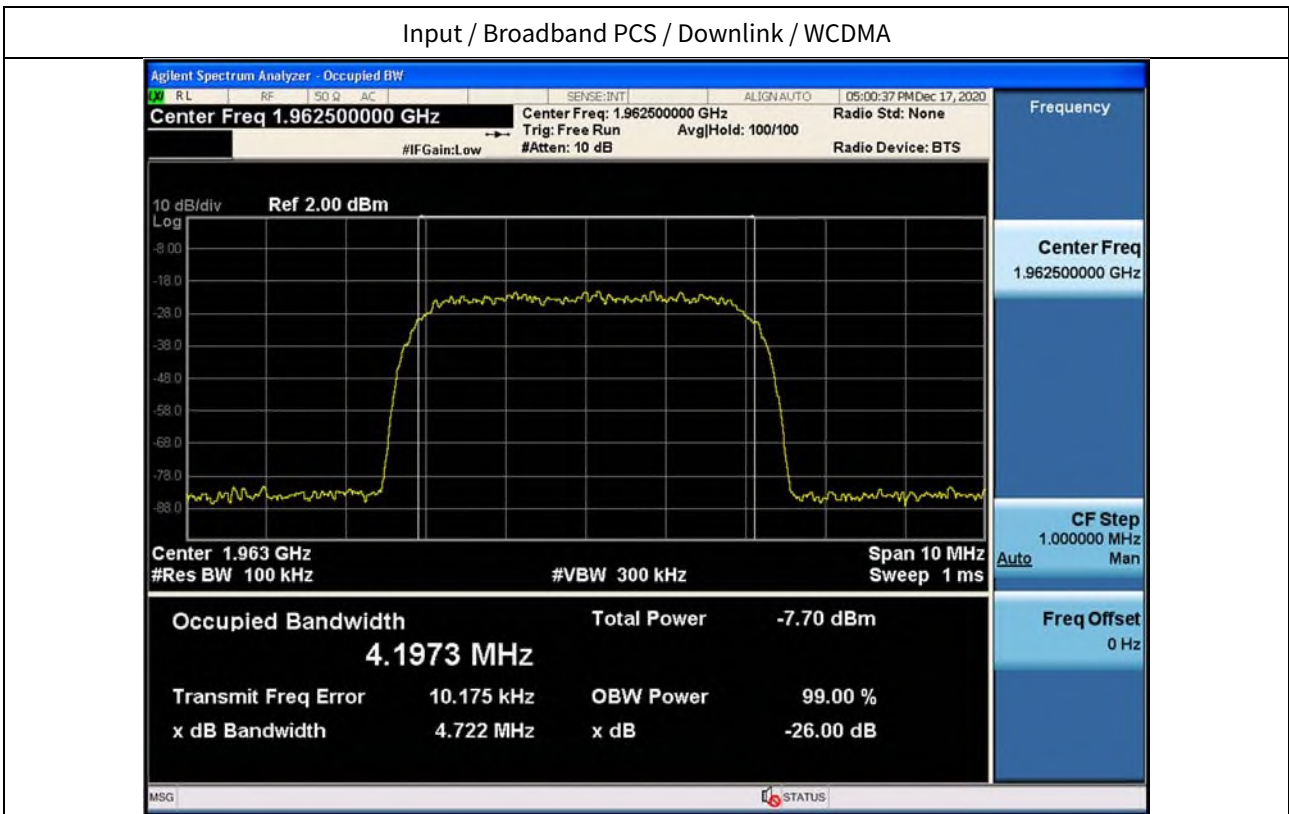 Input / Broadband PCS / Downlink / WCDMA
Agilent Spectrum Analyzer - Occupied BW
LXI RL RF 50 Ω AC SENSE:INT ALIGN AUTO 05:00:37 PM Dec 17, 2020
Center Freq 1.962500000 GHz
Center Freq: 1.962500000 GHz
Radio Std: None
Trig: Free Run Avg|Hold: 100/100
#IFGain:Low #Atten: 10 dB Radio Device: BTS
Frequency
10 dB/div Ref 2.00 dBm
Log
-8.00
-18.0
-28.0
-38.0
-48.0
-58.0
-68.0
-78.0
-88.0
Center 1.963 GHz Span 10 MHz
#Res BW 100 kHz #VBW 300 kHz Sweep 1 ms
Occupied Bandwidth Total Power -7.70 dBm
4.1973 MHz
Transmit Freq Error 10.175 kHz OBW Power 99.00 %
x dB Bandwidth 4.722 MHz x dB -26.00 dB
Center Freq
1.962500000 GHz
CF Step
1.000000 MHz
Auto Man
Freq Offset
0 Hz
MSG STATUS